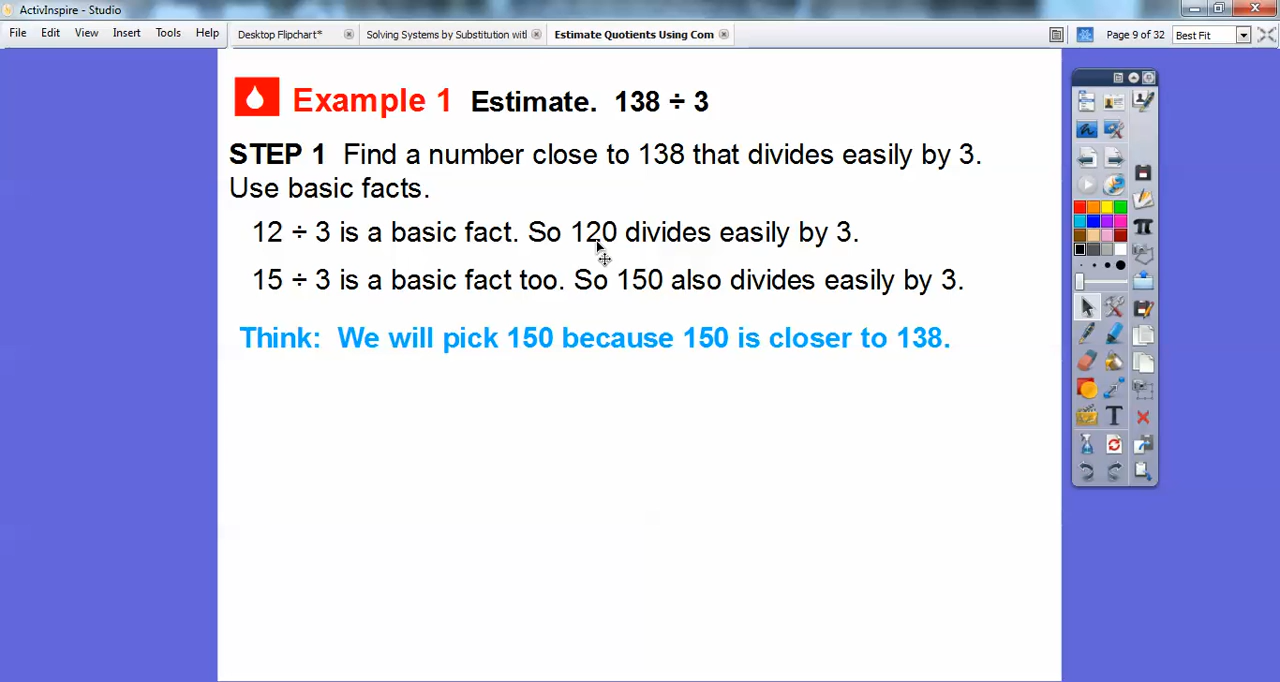 ActivInspire - Studio
File Edit View Insert Tools Help
Desktop Flipchart*
Solving Systems by Substitution witl
Estimate Quotients Using Com
Page 9 of 32
Best Fit
Example 1 Estimate. 138 ÷ 3
STEP 1 Find a number close to 138 that divides easily by 3.
Use basic facts.
12 ÷ 3 is a basic fact. So 120 divides easily by 3.
15 ÷ 3 is a basic fact too. So 150 also divides easily by 3.
Think: We will pick 150 because 150 is closer to 138.